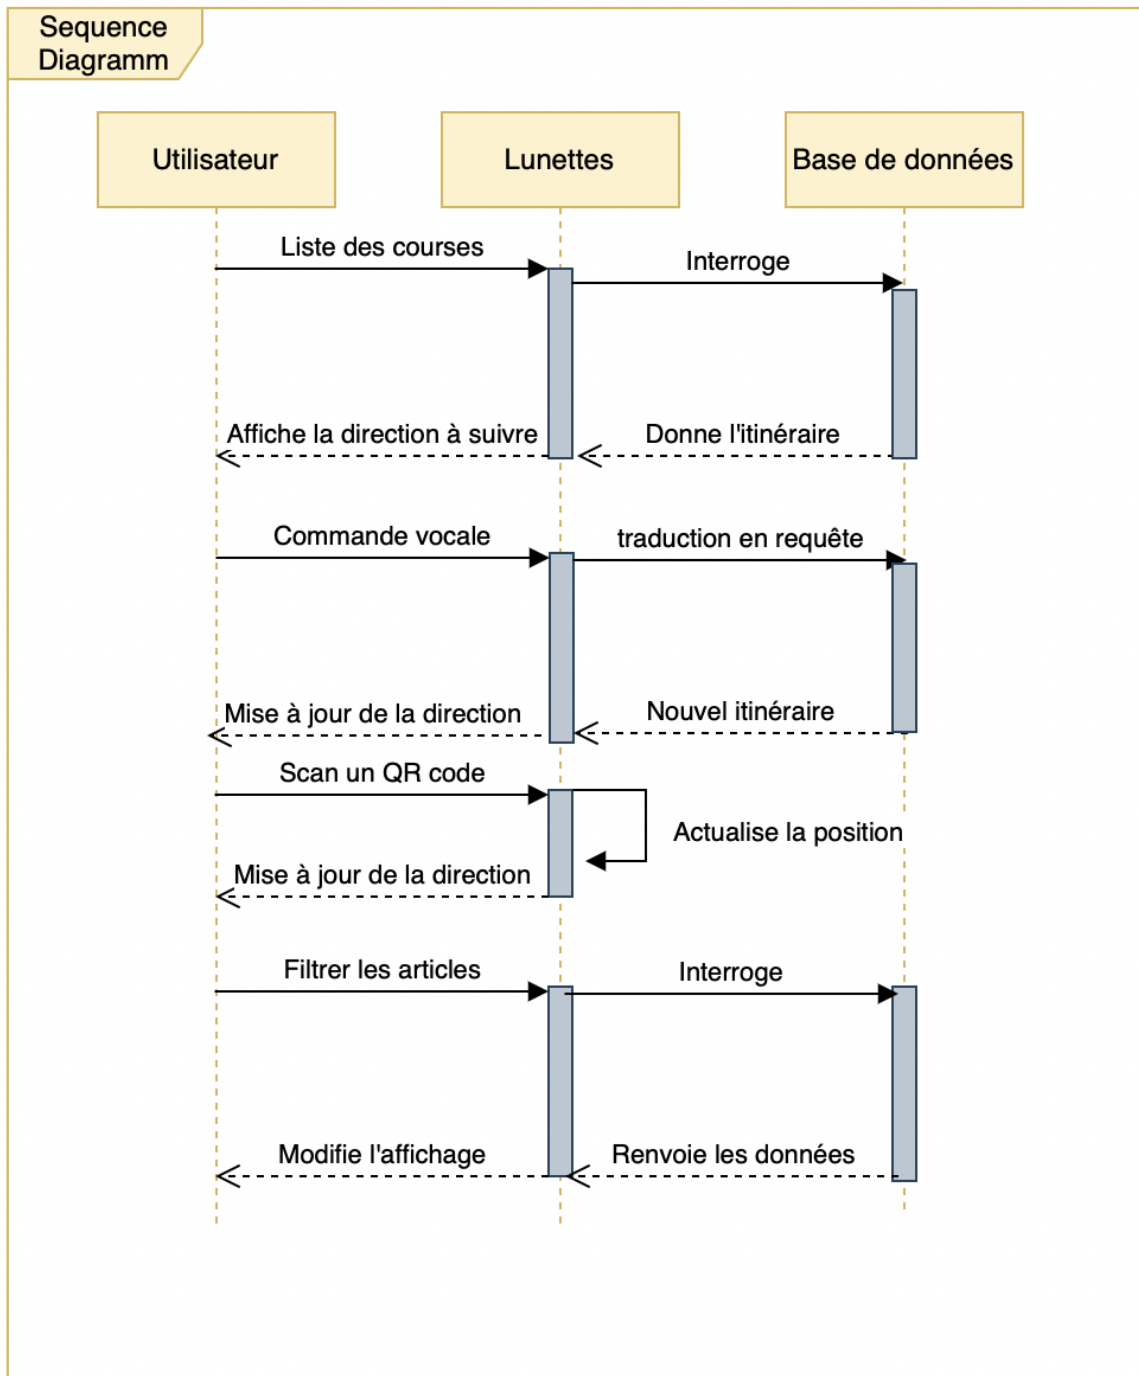 Sequence
Diagramm
Utilisateur
Lunettes
Base de données
Liste des courses
Interroge
Affiche la direction à suivre
Donne l'itinéraire
Commande vocale
traduction en requête
Mise à jour de la direction
Nouvel itinéraire
Scan un QR code
Actualise la position
Mise à jour de la direction
Filtrer les articles
Interroge
Modifie l'affichage
Renvoie les données